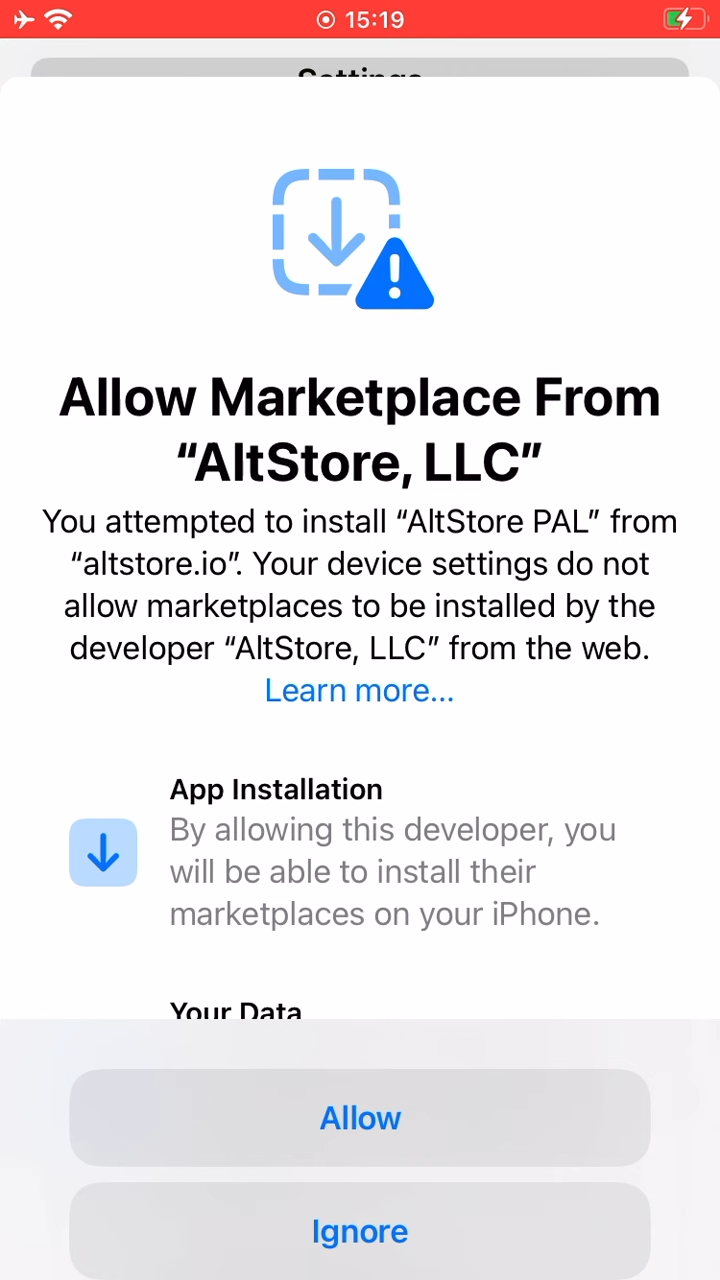 15:19
Settings
Allow Marketplace From
“AltStore, LLC”
You attempted to install “AltStore PAL” from
“altstore.io”. Your device settings do not
allow marketplaces to be installed by the
developer “AltStore, LLC” from the web.
Learn more...
App Installation
By allowing this developer, you
will be able to install their
marketplaces on your iPhone.
Your Data
Allow
Ignore